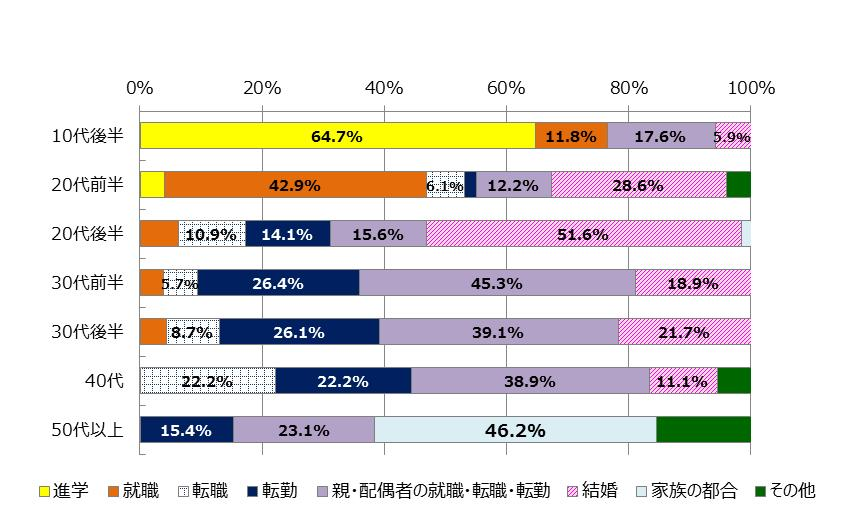 0% 20% 40% 60% 80% 100%
10代後半 64.7% 11.8% 17.6% 5.9%
20代前半 42.9% 6.1% 12.2% 28.6%
20代後半 10.9% 14.1% 15.6% 51.6%
30代前半 5.7% 26.4% 45.3% 18.9%
30代後半 8.7% 26.1% 39.1% 21.7%
40代 22.2% 22.2% 38.9% 11.1%
50代以上 15.4% 23.1% 46.2%
進学 就職 転職 転勤 親・配偶者の就職・転職・転勤 結婚 家族の都合 その他